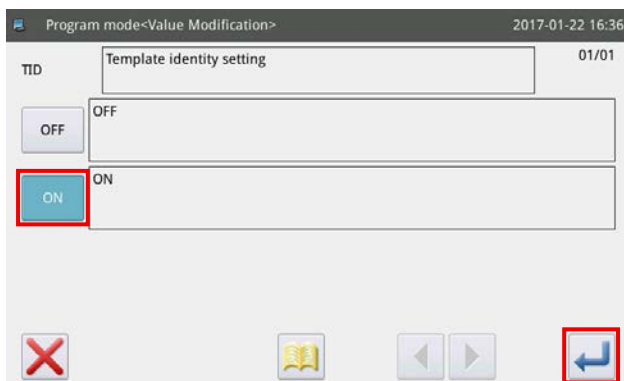 Program mode<Value Modification> 2017-01-22 16:36
TID Template identity setting 01/01
OFF OFF
ON ON